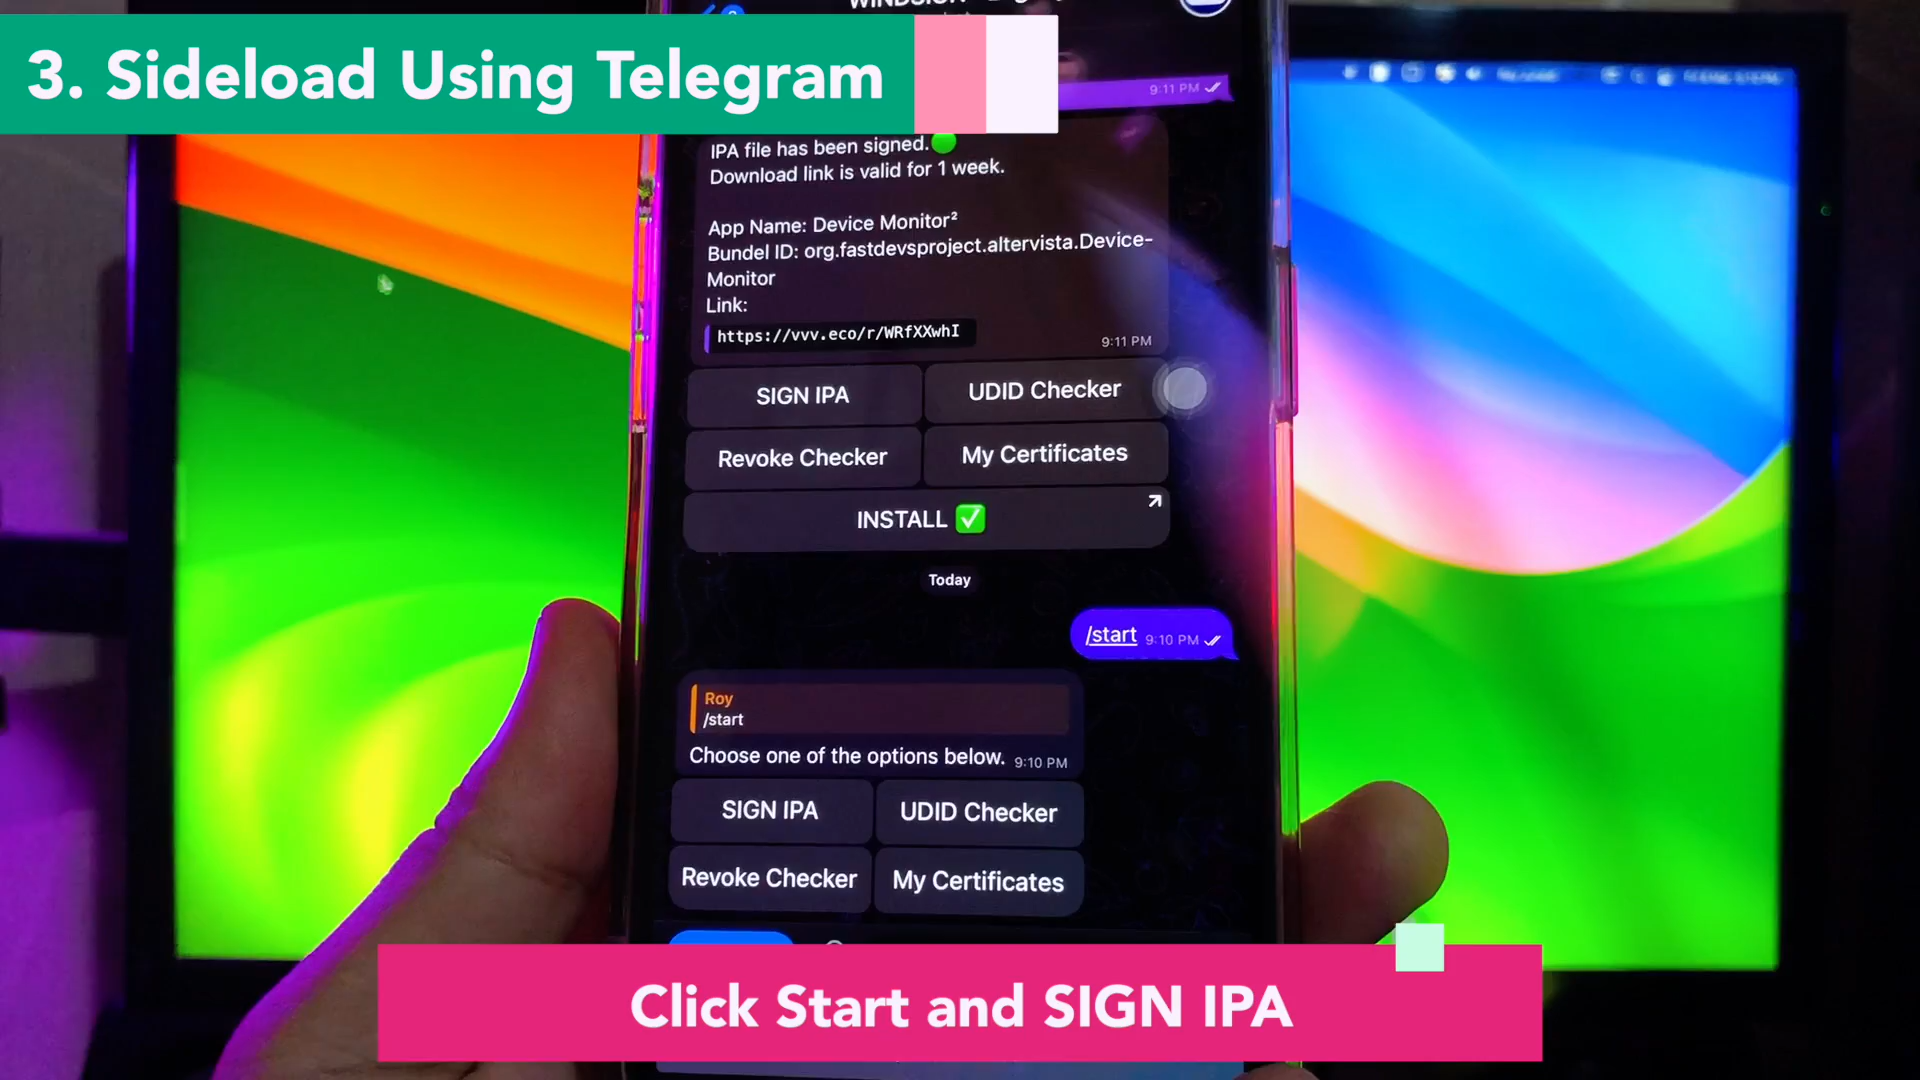 3. Sideload Using Telegram
9:11 PM
IPA file has been signed.
Download link is valid for 1 week.
App Name: Device Monitor²
Bundel ID: org.fastdevsproject.altervista.Device-
Monitor
Link:
https://vvv.eco/r/WRfXXwhI
9:11 PM
SIGN IPA
UDID Checker
Revoke Checker
My Certificates
INSTALL ✅
Today
/start 9:10 PM
Roy
/start
Choose one of the options below. 9:10 PM
SIGN IPA
UDID Checker
Revoke Checker
My Certificates
Click Start and SIGN IPA